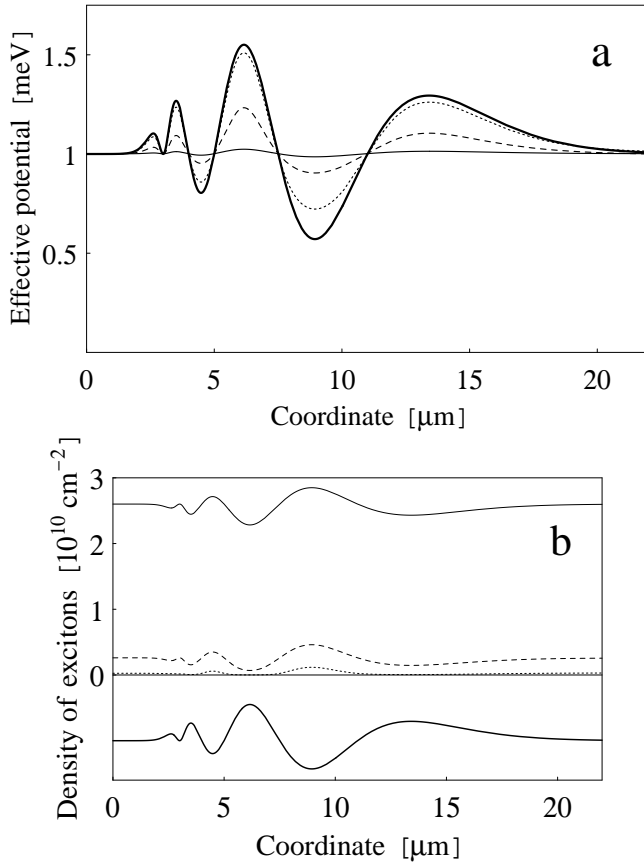 a
Effective potential [meV]
1.5
1
0.5
0 5 10 15 20
Coordinate [μm]
b
Density of excitons [10^10 cm^−2]
3
2
1
0
0 5 10 15 20
Coordinate [μm]